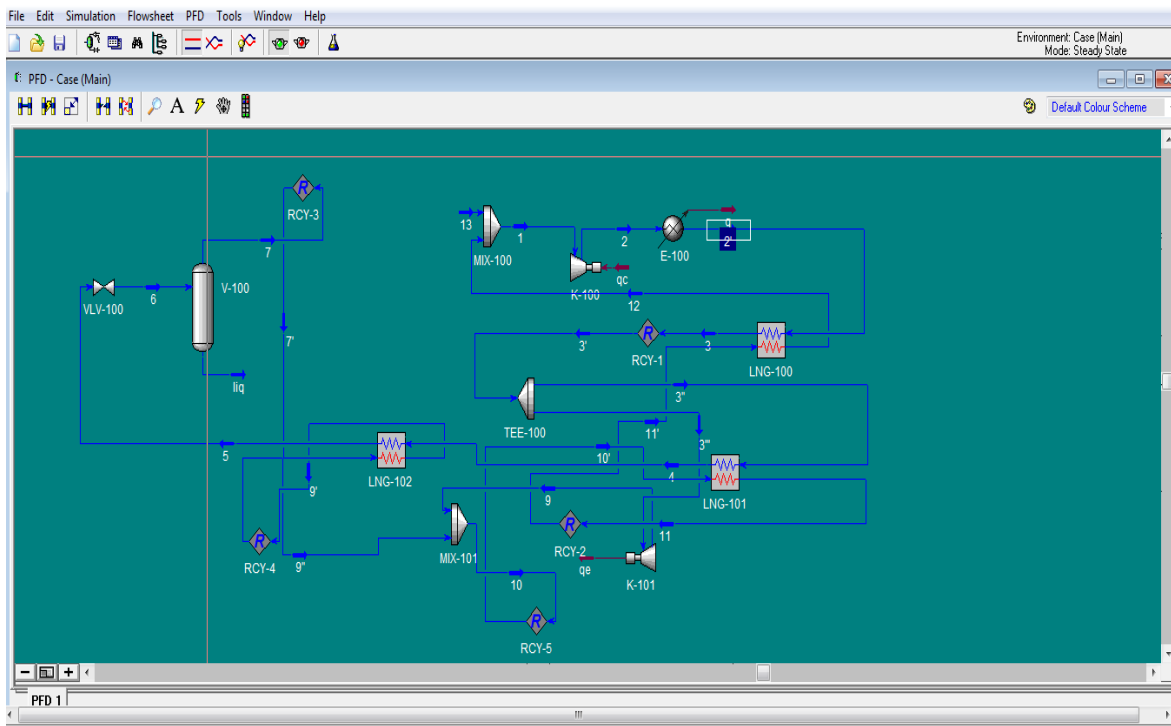 File Edit Simulation Flowsheet PFD Tools Window Help
Environment: Case (Main)
Mode: Steady State
PFD - Case (Main)
A
Default Colour Scheme
R
RCY-3
13
MIX-100
1
2
E-100
q
2'
7
K-100
qc
12
VLV-100
6
V-100
7'
liq
3'
R
RCY-1
3
LNG-100
TEE-100
3"
11'
3'''
10'
5
LNG-102
4
LNG-101
9'
9
R
RCY-4
9"
MIX-101
R
RCY-2
11
qe
K-101
10
R
RCY-5
PFD 1